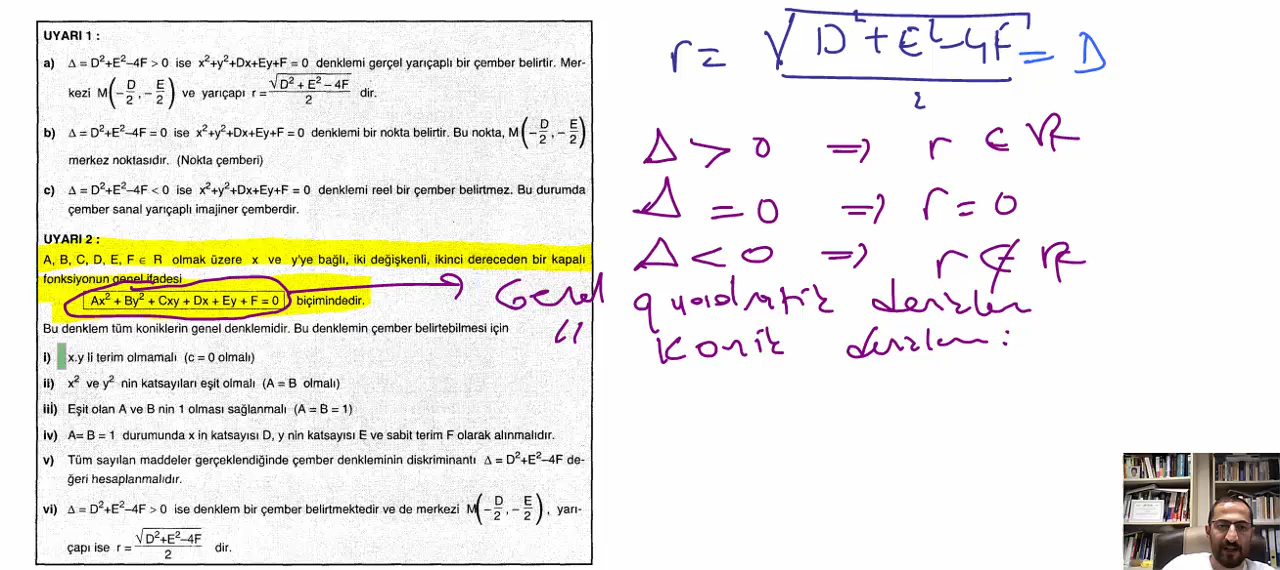 UYARI 1 :
a) Δ = D²+E²–4F > 0 ise x²+y²+Dx+Ey+F = 0 denklemi gerçel yarıçaplı bir çember belirtir. Mer-
kezi M(–D/2, –E/2) ve yarıçapı r = √(D² + E² – 4F)/2 dir.
b) Δ = D²+E²–4F = 0 ise x²+y²+Dx+Ey+F = 0 denklemi bir nokta belirtir. Bu nokta, M(–D/2, –E/2)
merkez noktasıdır. (Nokta çemberi)
c) Δ = D²+E²–4F < 0 ise x²+y²+Dx+Ey+F = 0 denklemi reel bir çember belirtmez. Bu durumda
çember sanal yarıçaplı imajiner çemberdir.
UYARI 2 :
A, B, C, D, E, F ∈ R olmak üzere x ve y'ye bağlı, iki değişkenli, ikinci dereceden bir kapalı
fonksiyonun genel ifadesi
Ax² + By² + Cxy + Dx + Ey + F = 0 biçimindedir.
Bu denklem tüm koniklerin genel denklemidir. Bu denklemin çember belirtebilmesi için
i) x.y li terim olmamalı (c = 0 olmalı)
ii) x² ve y² nin katsayıları eşit olmalı (A = B olmalı)
iii) Eşit olan A ve B nin 1 olması sağlanmalı (A = B = 1)
iv) A= B = 1 durumunda x in katsayısı D, y nin katsayısı E ve sabit terim F olarak alınmalıdır.
v) Tüm sayılan maddeler gerçeklendiğinde çember denkleminin diskriminantı Δ = D²+E²–4F de-
ğeri hesaplanmalıdır.
vi) Δ = D²+E²–4F > 0 ise denklem bir çember belirtmektedir ve de merkezi M(–D/2, –E/2), yarı-
çapı ise r = √(D²+E²–4F)/2 dir.
r = √(D²+E²–4F)/2 = D
Δ > 0 ⇒ r ∈ R
Δ = 0 ⇒ r = 0
Δ < 0 ⇒ r ∉ R
Genel quadratik denklem
'' Konik denklem: